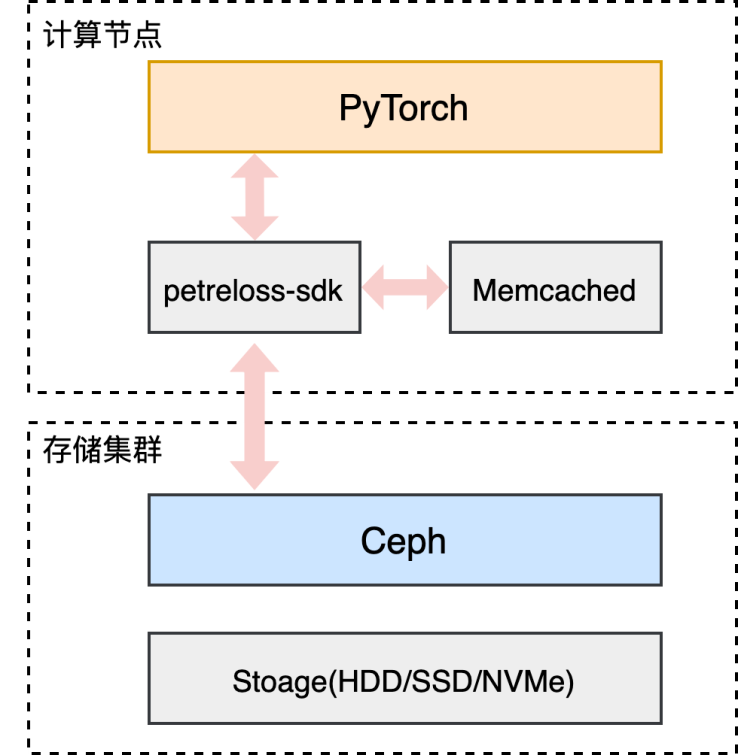 计算节点
PyTorch
petreloss-sdk
Memcached
存储集群
Ceph
Stoage(HDD/SSD/NVMe)